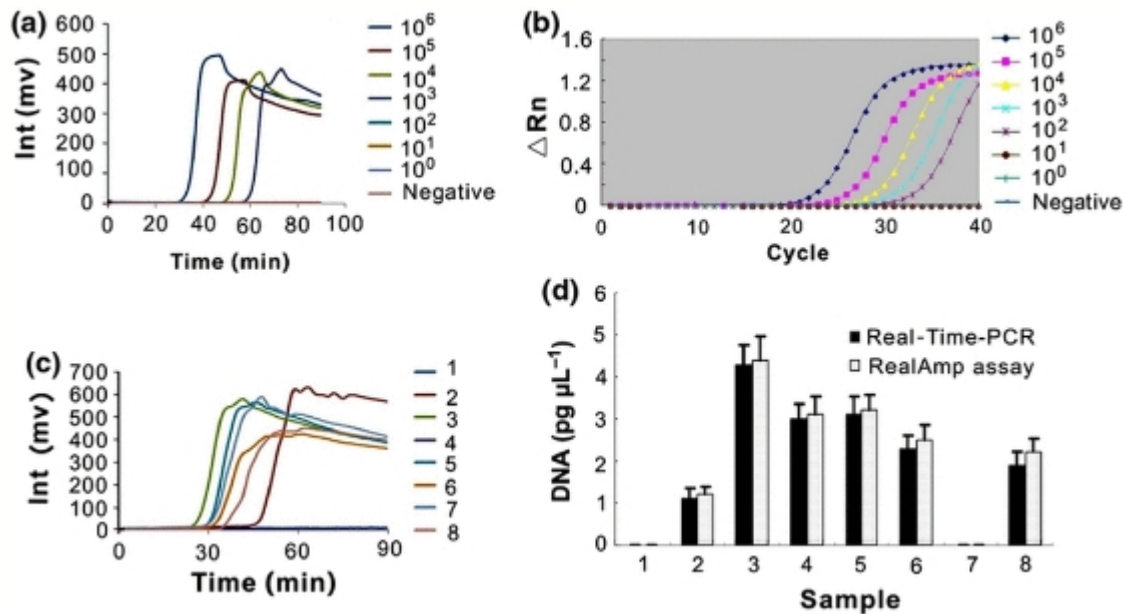 (a)
Int (mv)
600
500
400
300
200
100
0
0 20 40 60 80 100
Time (min)
10⁶
10⁵
10⁴
10³
10²
10¹
10⁰
Negative
(b)
△Rn
1.6
1.2
0.8
0.4
0
0 10 20 30 40
Cycle
10⁶
10⁵
10⁴
10³
10²
10¹
10⁰
Negative
(c)
Int (mv)
700
600
500
400
300
200
100
0
0 30 60 90
Time (min)
1
2
3
4
5
6
7
8
(d)
DNA (pg µL⁻¹)
6
5
4
3
2
1
0
Real-Time-PCR
RealAmp assay
1 2 3 4 5 6 7 8
Sample